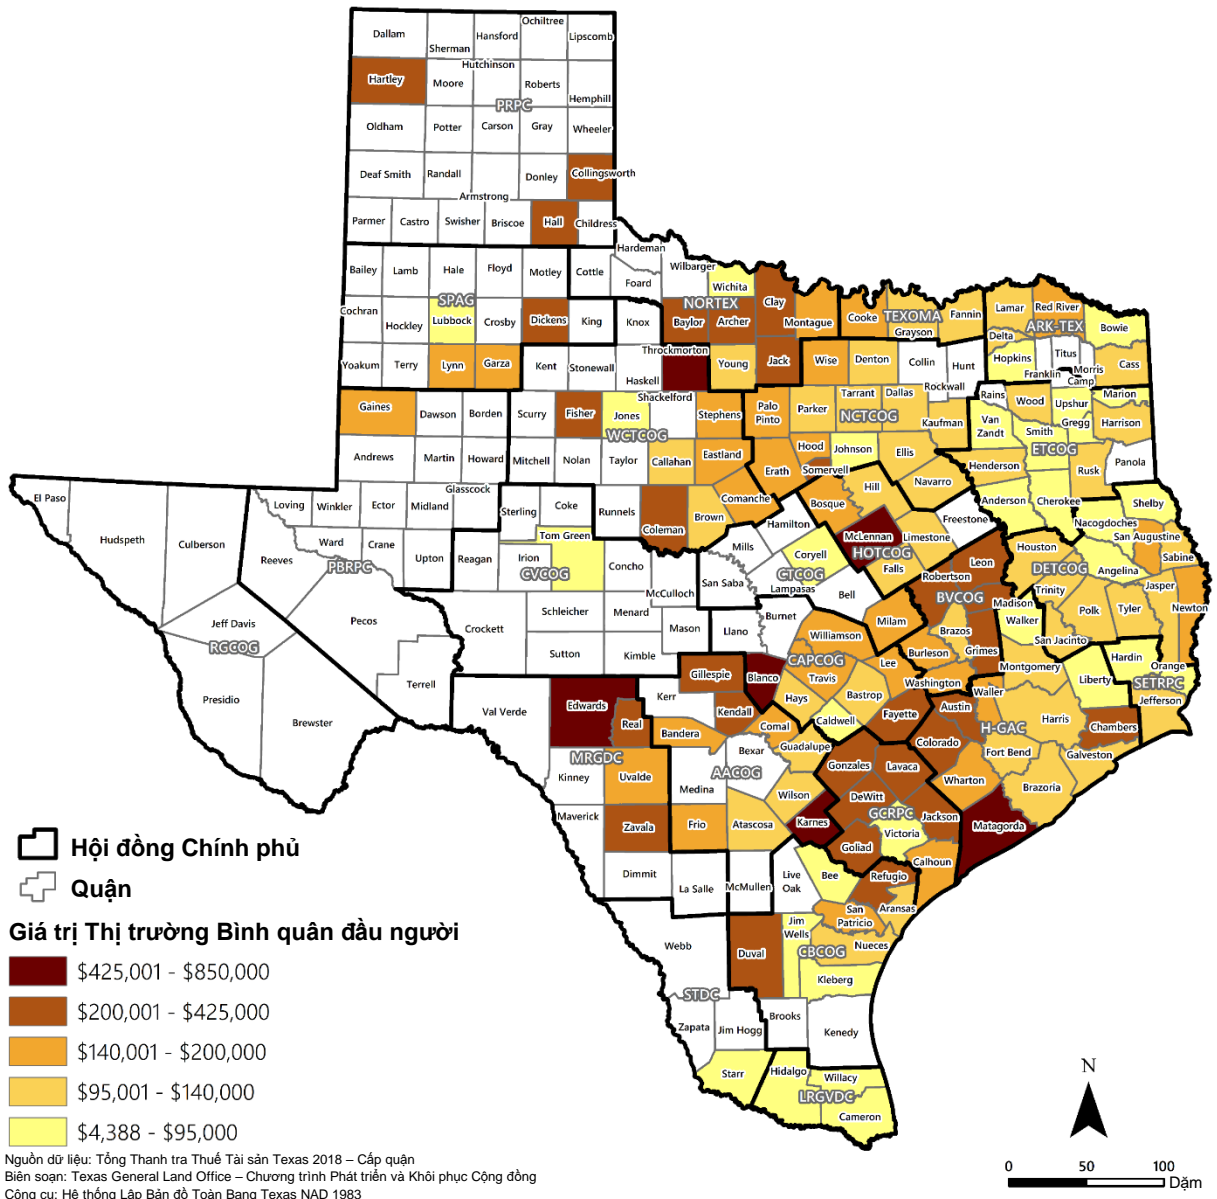 Dallam
Sherman
Hansford
Ochiltree
Lipscomb
Hartley
Moore
Hutchinson
Roberts
Hemphill
PRPC
Oldham
Potter
Carson
Gray
Wheeler
Deaf Smith
Randall
Armstrong
Donley
Collingsworth
Parmer
Castro
Swisher
Briscoe
Hall
Childress
Bailey
Lamb
Hale
Floyd
Motley
Cottle
Hardeman
Foard
Wilbarger
Wichita
SPAG
NORTEX
Cochran
Hockley
Lubbock
Crosby
Dickens
King
Knox
Baylor
Archer
Clay
Montague
Cooke
TEXOMA
Grayson
Fannin
Lamar
Red River
ARK-TEX
Bowie
Delta
Yoakum
Terry
Lynn
Garza
Kent
Stonewall
Haskell
Throckmorton
Young
Jack
Wise
Denton
Collin
Hunt
Rockwall
Hopkins
Franklin
Titus
Camp
Morris
Cass
Gaines
Dawson
Borden
Scurry
Fisher
Jones
Shackelford
Stephens
WCTCOG
Palo
Pinto
Parker
Tarrant
Dallas
NCTCOG
Kaufman
Rains
Wood
Upshur
Marion
Van
Zandt
Smith
Gregg
Harrison
ETCOG
Andrews
Martin
Howard
Mitchell
Nolan
Taylor
Callahan
Eastland
Erath
Hood
Somervell
Johnson
Ellis
Navarro
Henderson
Rusk
Panola
El Paso
Hudspeth
Culberson
Loving
Winkler
Ector
Midland
Glasscock
Sterling
Coke
Runnels
Coleman
Brown
Comanche
Hamilton
Bosque
Hill
Freestone
Anderson
Cherokee
Shelby
Nacogdoches
San Augustine
Sabine
Reeves
Ward
Crane
Upton
PBRPC
Reagan
Irion
Tom Green
CVCOG
Concho
McCulloch
San Saba
Mills
Lampasas
Coryell
CTCOG
Bell
McLennan
HOTCOG
Limestone
Falls
Robertson
Leon
BVCOG
Madison
Houston
DETCOG
Trinity
Angelina
Polk
Tyler
Jasper
Newton
Walker
San Jacinto
Jeff Davis
RGCOG
Pecos
Crockett
Schleicher
Menard
Mason
Llano
Burnet
Williamson
Milam
Brazos
Burleson
Grimes
Sutton
Kimble
Gillespie
Blanco
CAPCOG
Travis
Lee
Washington
Montgomery
Hardin
Liberty
Orange
SETRPC
Jefferson
Presidio
Brewster
Terrell
Val Verde
Edwards
Real
Kerr
Kendall
Bandera
Hays
Comal
Bastrop
Caldwell
Fayette
Austin
Waller
Harris
H-GAC
Chambers
Colorado
Fort Bend
Galveston
MRGDC
Kinney
Uvalde
Medina
Bexar
AACOG
Guadalupe
Gonzales
Lavaca
Wharton
Brazoria
Wilson
DeWitt
GCRPC
Jackson
Matagorda
Maverick
Zavala
Frio
Atascosa
Karnes
Victoria
Goliad
Calhoun
Dimmit
La Salle
McMullen
Live
Oak
Bee
Refugio
San
Patricio
Aransas
Webb
Duval
Jim
Wells
CBCOG
Nueces
Kleberg
STDC
Zapata
Jim Hogg
Brooks
Kenedy
Starr
Hidalgo
Willacy
LRGVDC
Cameron
Hội đồng Chính phủ
Quận
Giá trị Thị trường Bình quân đầu người
$425,001 - $850,000
$200,001 - $425,000
$140,001 - $200,000
$95,001 - $140,000
$4,388 - $95,000
Nguồn dữ liệu: Tổng Thanh tra Thuế Tài sản Texas 2018 – Cấp quận
Biên soạn: Texas General Land Office – Chương trình Phát triển và Khôi phục Cộng đồng
Công cụ: Hệ thống Lập Bản đồ Toàn Bang Texas NAD 1983
N
0 50 100
Dặm